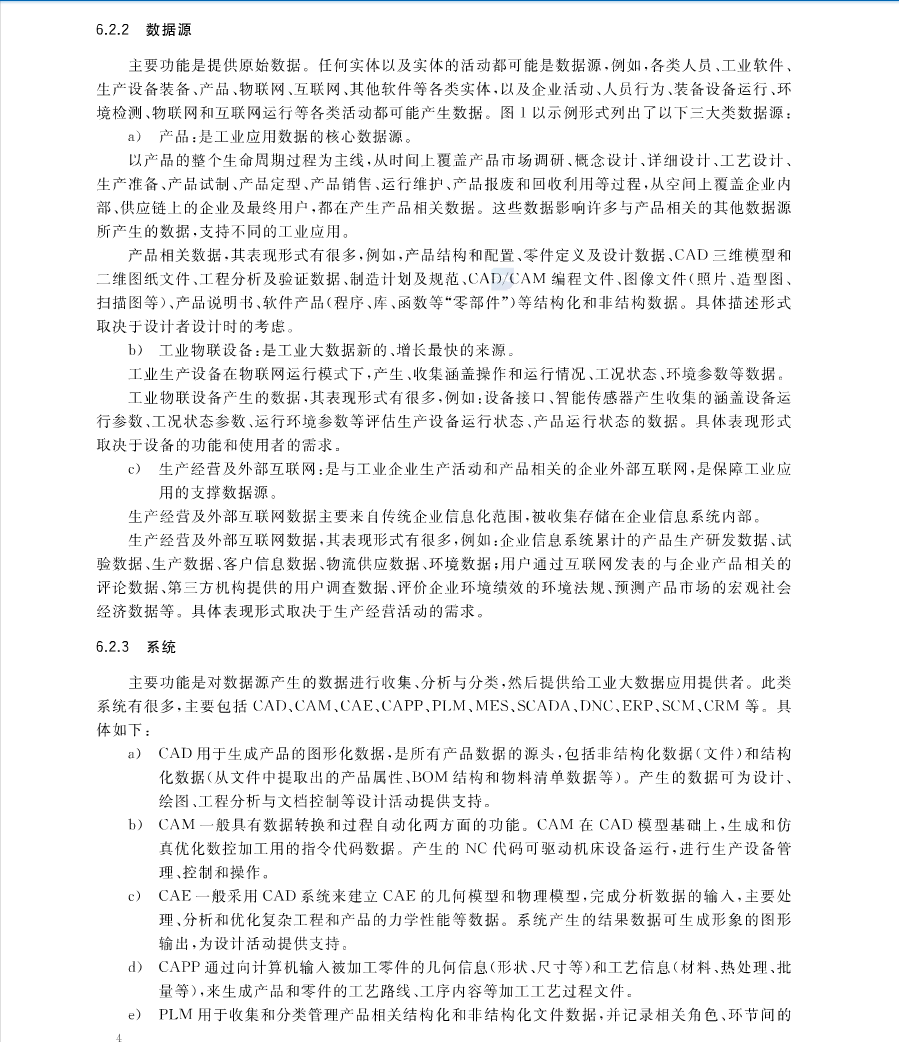 6.2.2 数据源
主要功能是提供原始数据。任何实体以及实体的活动都可能是数据源,例如,各类人员、工业软件、
生产设备装备、产品、物联网、互联网、其他软件等各类实体,以及企业活动、人员行为、装备设备运行、环
境检测、物联网和互联网运行等各类活动都可能产生数据。图 1 以示例形式列出了以下三大类数据源:
a) 产品:是工业应用数据的核心数据源。
以产品的整个生命周期过程为主线,从时间上覆盖产品市场调研、概念设计、详细设计、工艺设计、
生产准备、产品试制、产品定型、产品销售、运行维护、产品报废和回收利用等过程,从空间上覆盖企业内
部、供应链上的企业及最终用户,都在产生产品相关数据。这些数据影响许多与产品相关的其他数据源
所产生的数据,支持不同的工业应用。
产品相关数据,其表现形式有很多,例如,产品结构和配置、零件定义及设计数据、CAD 三维模型和
二维图纸文件、工程分析及验证数据、制造计划及规范、CAD/CAM 编程文件、图像文件(照片、造型图、
扫描图等)、产品说明书、软件产品(程序、库、函数等“零部件”)等结构化和非结构数据。具体描述形式
取决于设计者设计时的考虑。
b) 工业物联设备:是工业大数据新的、增长最快的来源。
工业生产设备在物联网运行模式下,产生、收集涵盖操作和运行情况、工况状态、环境参数等数据。
工业物联设备产生的数据,其表现形式有很多,例如:设备接口、智能传感器产生收集的涵盖设备运
行参数、工况状态参数、运行环境参数等评估生产设备运行状态、产品运行状态的数据。具体表现形式
取决于设备的功能和使用者的需求。
c) 生产经营及外部互联网:是与工业企业生产活动和产品相关的企业外部互联网,是保障工业应
用的支撑数据源。
生产经营及外部互联网数据主要来自传统企业信息化范围,被收集存储在企业信息系统内部。
生产经营及外部互联网数据,其表现形式有很多,例如:企业信息系统累计的产品生产研发数据、试
验数据、生产数据、客户信息数据、物流供应数据、环境数据;用户通过互联网发表的与企业产品相关的
评论数据、第三方机构提供的用户调查数据、评价企业环境绩效的环境法规、预测产品市场的宏观社会
经济数据等。具体表现形式取决于生产经营活动的需求。
6.2.3 系统
主要功能是对数据源产生的数据进行收集、分析与分类,然后提供给工业大数据应用提供者。此类
系统有很多,主要包括 CAD、CAM、CAE、CAPP、PLM、MES、SCADA、DNC、ERP、SCM、CRM 等。具
体如下:
a) CAD 用于生成产品的图形化数据,是所有产品数据的源头,包括非结构化数据(文件)和结构
化数据(从文件中提取出的产品属性、BOM 结构和物料清单数据等)。产生的数据可为设计、
绘图、工程分析与文档控制等设计活动提供支持。
b) CAM 一般具有数据转换和过程自动化两方面的功能。CAM 在 CAD 模型基础上,生成和仿
真优化数控加工用的指令代码数据。产生的 NC 代码可驱动机床设备运行,进行生产设备管
理、控制和操作。
c) CAE 一般采用 CAD 系统来建立 CAE 的几何模型和物理模型,完成分析数据的输入,主要处
理、分析和优化复杂工程和产品的力学性能等数据。系统产生的结果数据可生成形象的图形
输出,为设计活动提供支持。
d) CAPP 通过向计算机输入被加工零件的几何信息(形状、尺寸等)和工艺信息(材料、热处理、批
量等),来生成产品和零件的工艺路线、工序内容等加工工艺过程文件。
e) PLM 用于收集和分类管理产品相关结构化和非结构化文件数据,并记录相关角色、环节间的
4